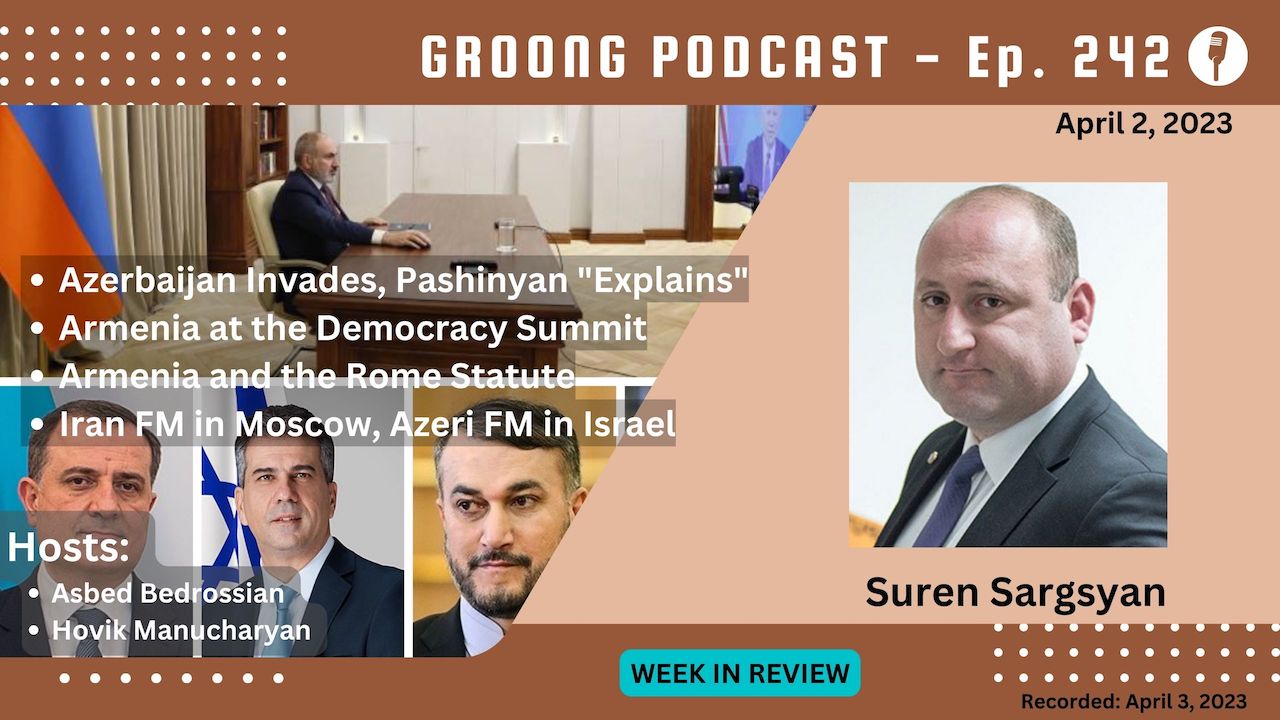 GROONG PODCAST - Ep. 242
April 2, 2023
• Azerbaijan Invades, Pashinyan "Explains"
• Armenia at the Democracy Summit
• Armenia and the Rome Statute
• Iran FM in Moscow, Azeri FM in Israel
Hosts:
• Asbed Bedrossian
• Hovik Manucharyan
Suren Sargsyan
WEEK IN REVIEW
Recorded: April 3, 2023